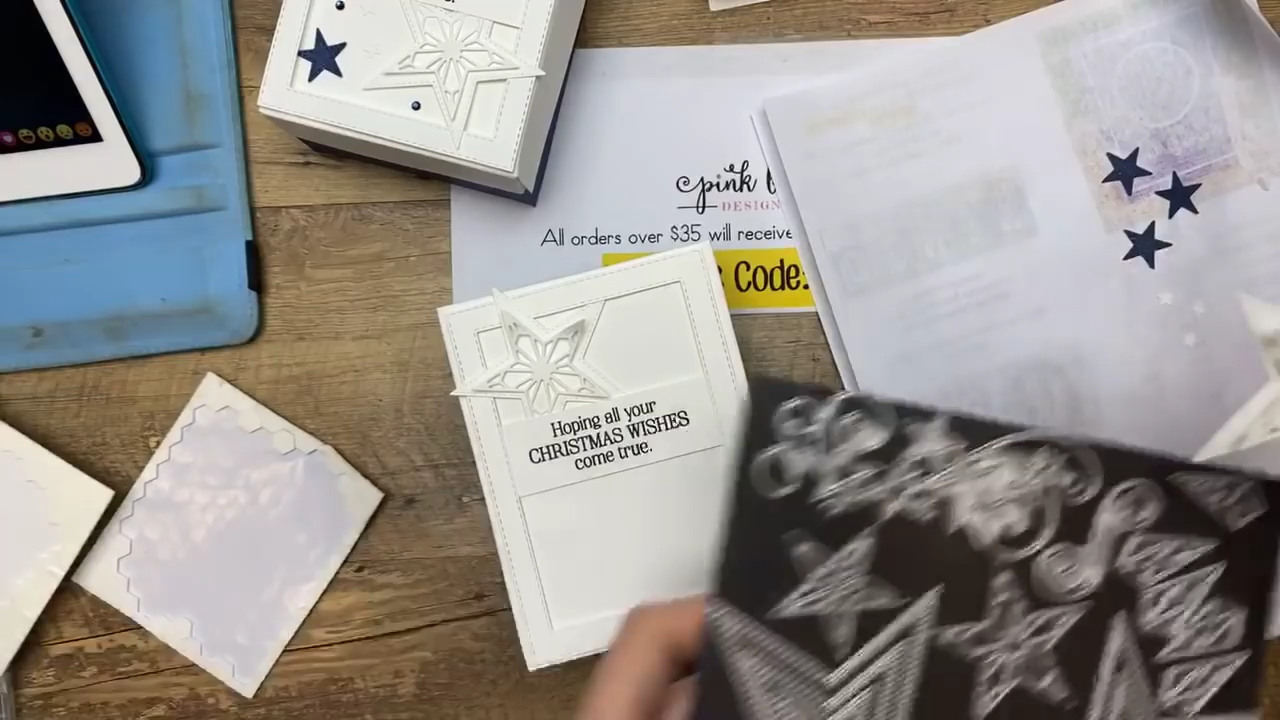 pink
DESIGN
All orders over $35 will receive
Code:
Hoping all your
CHRISTMAS WISHES
come true.